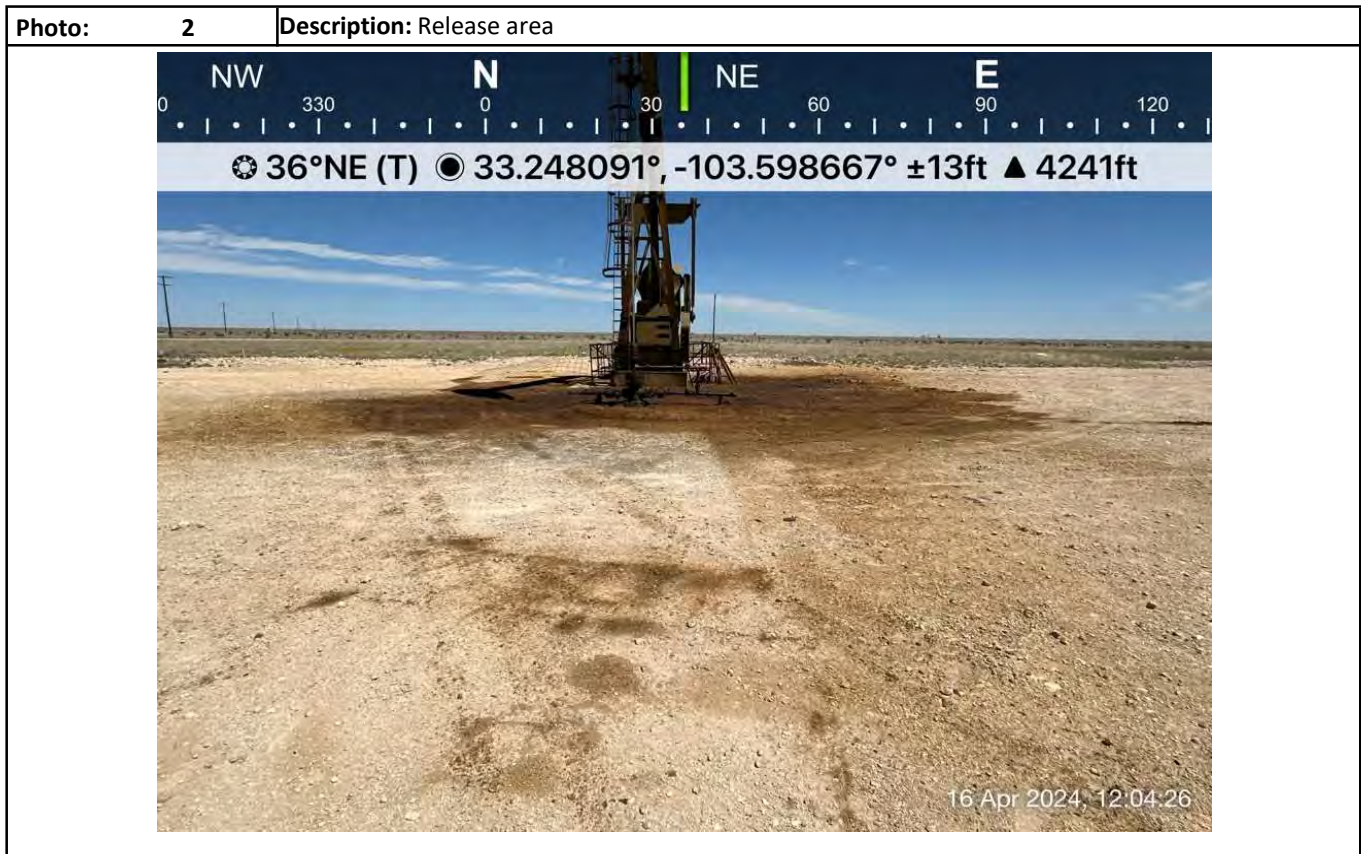 Photo: 2 Description: Release area
NW N NE E
0 330 0 30 60 90 120
36°NE (T) 33.248091°, -103.598667° ±13ft ▲ 4241ft
16 Apr 2024, 12:04:26